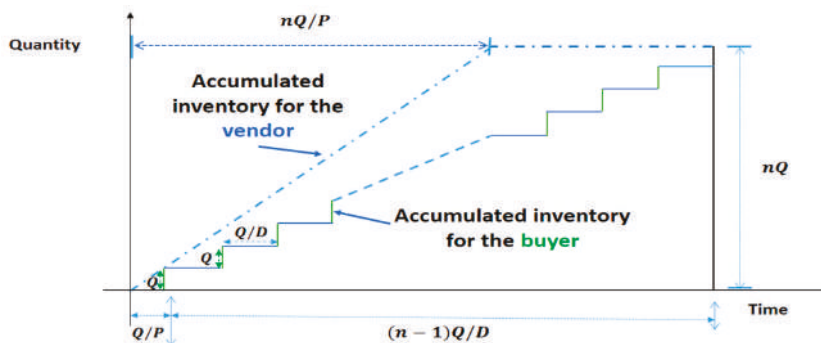 nQ/P
Quantity
Accumulated
inventory for the
vendor
nQ
Q/D
Accumulated inventory
for the buyer
Q
Q
Time
Q/P
(n − 1)Q/D